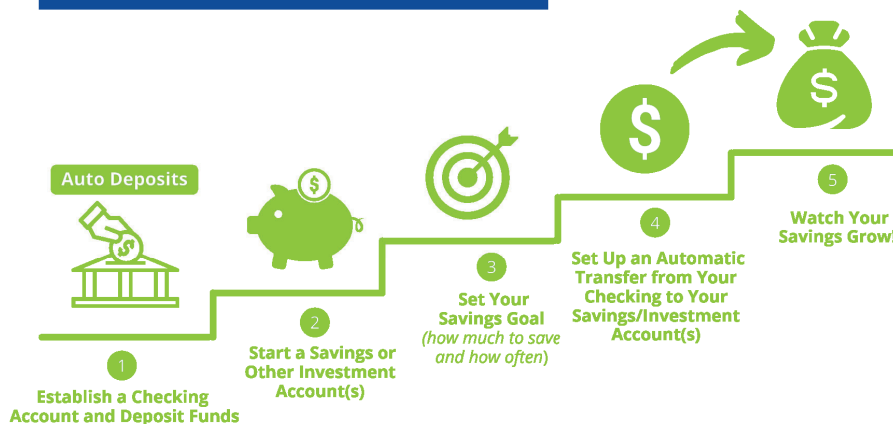 Auto Deposits
$
1
Establish a Checking
Account and Deposit Funds
$
2
Start a Savings or
Other Investment
Account(s)
3
Set Your
Savings Goal
(how much to save
and how often)
$
4
Set Up an Automatic
Transfer from Your
Checking to Your
Savings/Investment
Account(s)
$
5
Watch Your
Savings Grow!